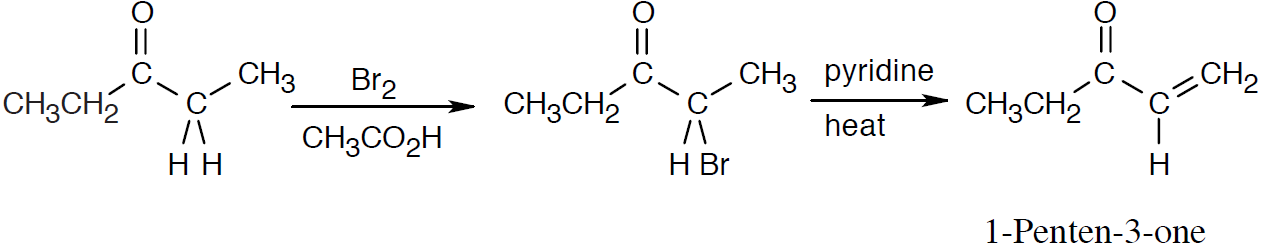 O O O
CH3CH2 C C CH3 Br2 CH3CH2 C C CH3 pyridine CH3CH2 C C CH2
CH3CO2H heat
H H H Br H
1-Penten-3-one